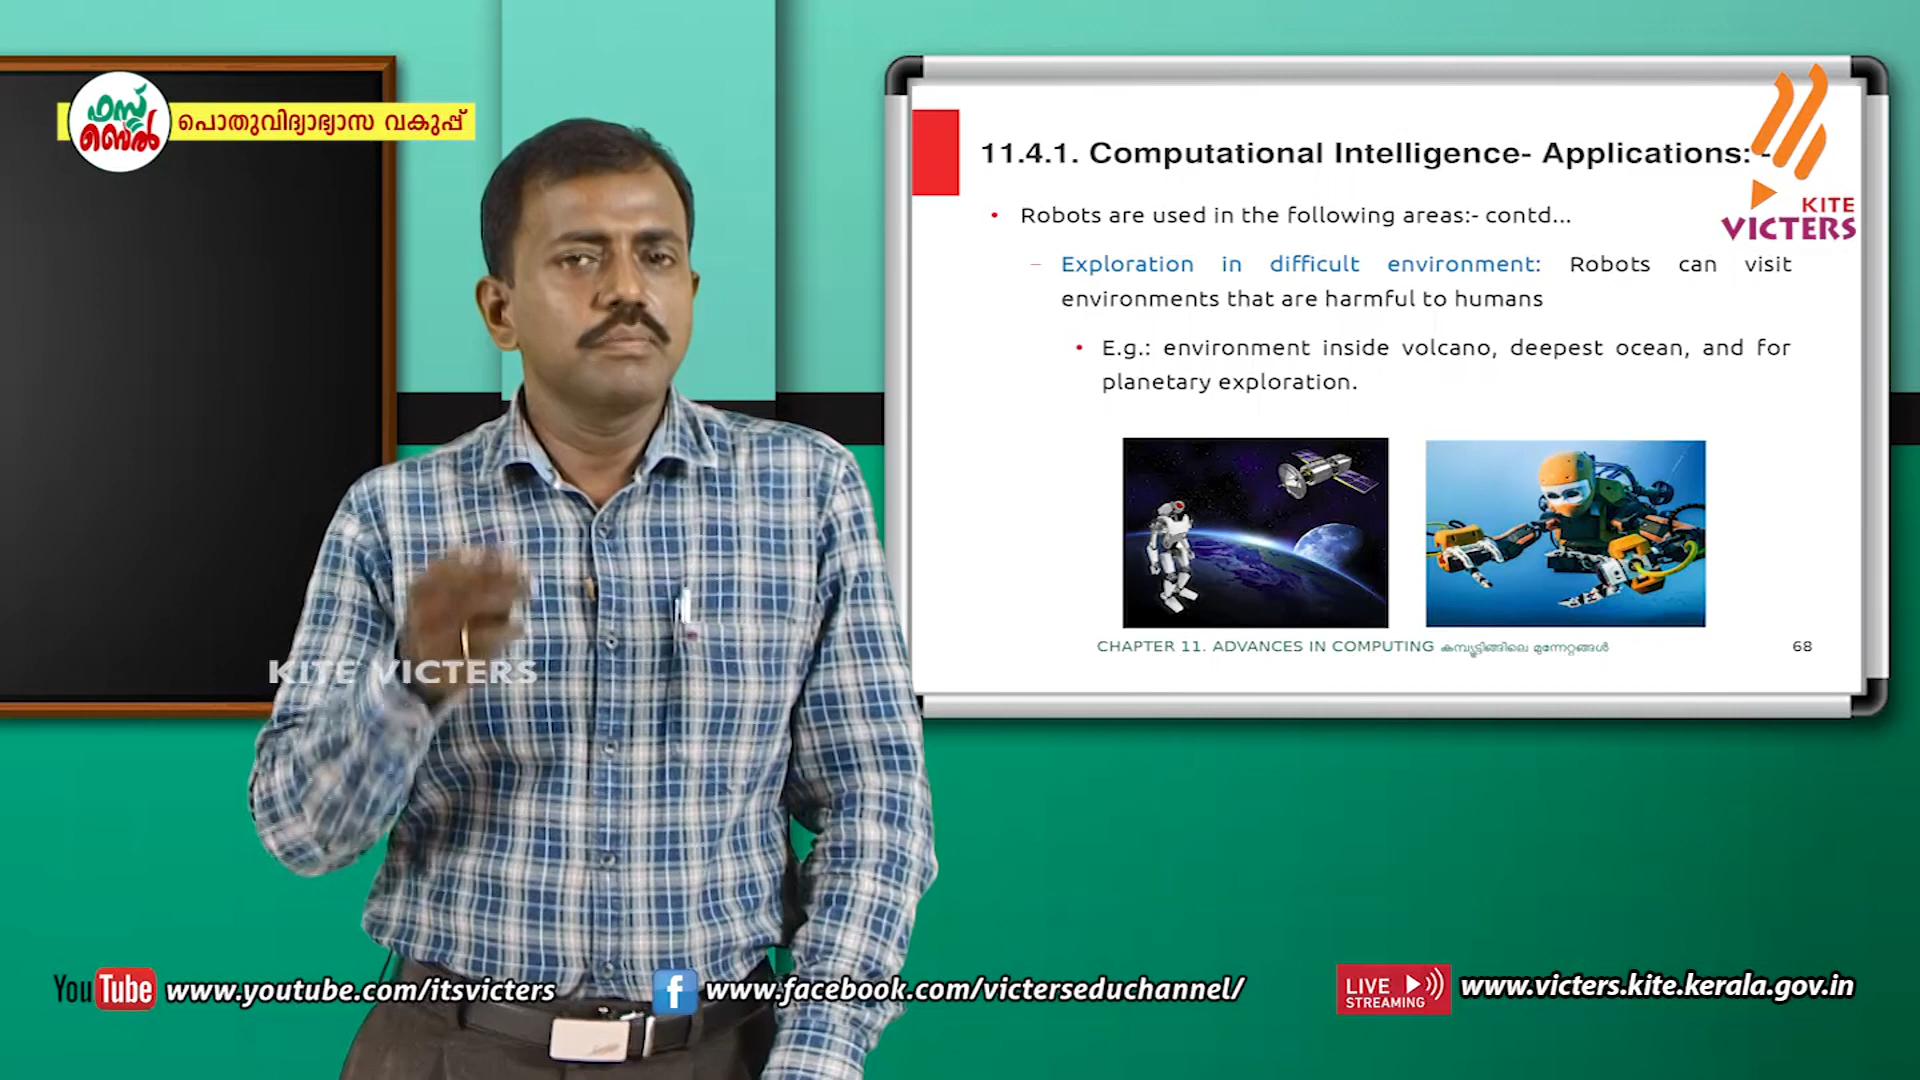 ഫസ്റ്റ്
ബെൽ
പൊതുവിദ്യാഭ്യാസ വകുപ്പ്
11.4.1. Computational Intelligence- Applications: -
KITE
VICTERS
• Robots are used in the following areas:- contd...
– Exploration in difficult environment: Robots can visit
environments that are harmful to humans
• E.g.: environment inside volcano, deepest ocean, and for
planetary exploration.
CHAPTER 11. ADVANCES IN COMPUTING കമ്പ്യൂട്ടിങ്ങിലെ മുന്നേറ്റങ്ങൾ
68
KITE VICTERS
YouTube www.youtube.com/itsvicters
f www.facebook.com/victerseduchannel/
LIVE
STREAMING
www.victers.kite.kerala.gov.in